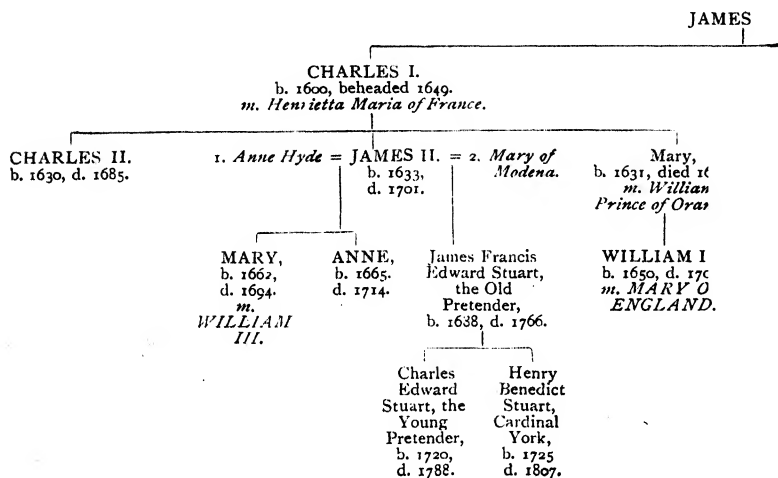 JAMES
CHARLES I.
b. 1600, beheaded 1649.
m. Henrietta Maria of France.
CHARLES II.
b. 1630, d. 1685.
1. Anne Hyde = JAMES II. = 2. Mary of Modena.
b. 1633,
d. 1701.
Mary,
b. 1631, died
m. William
Prince of
MARY,
b. 1662,
d. 1694.
m.
WILLIAM
III.
ANNE,
b. 1665.
d. 1714.
James Francis
Edward Stuart,
the Old
Pretender,
b. 1688, d. 1766.
WILLIAM I
b. 1650, d.
m. MARY O
ENGLAND.
Charles
Edward
Stuart, the
Young
Pretender,
b. 1720,
d. 1788.
Henry
Benedict
Stuart,
Cardinal
York,
b. 1725
d. 1807.